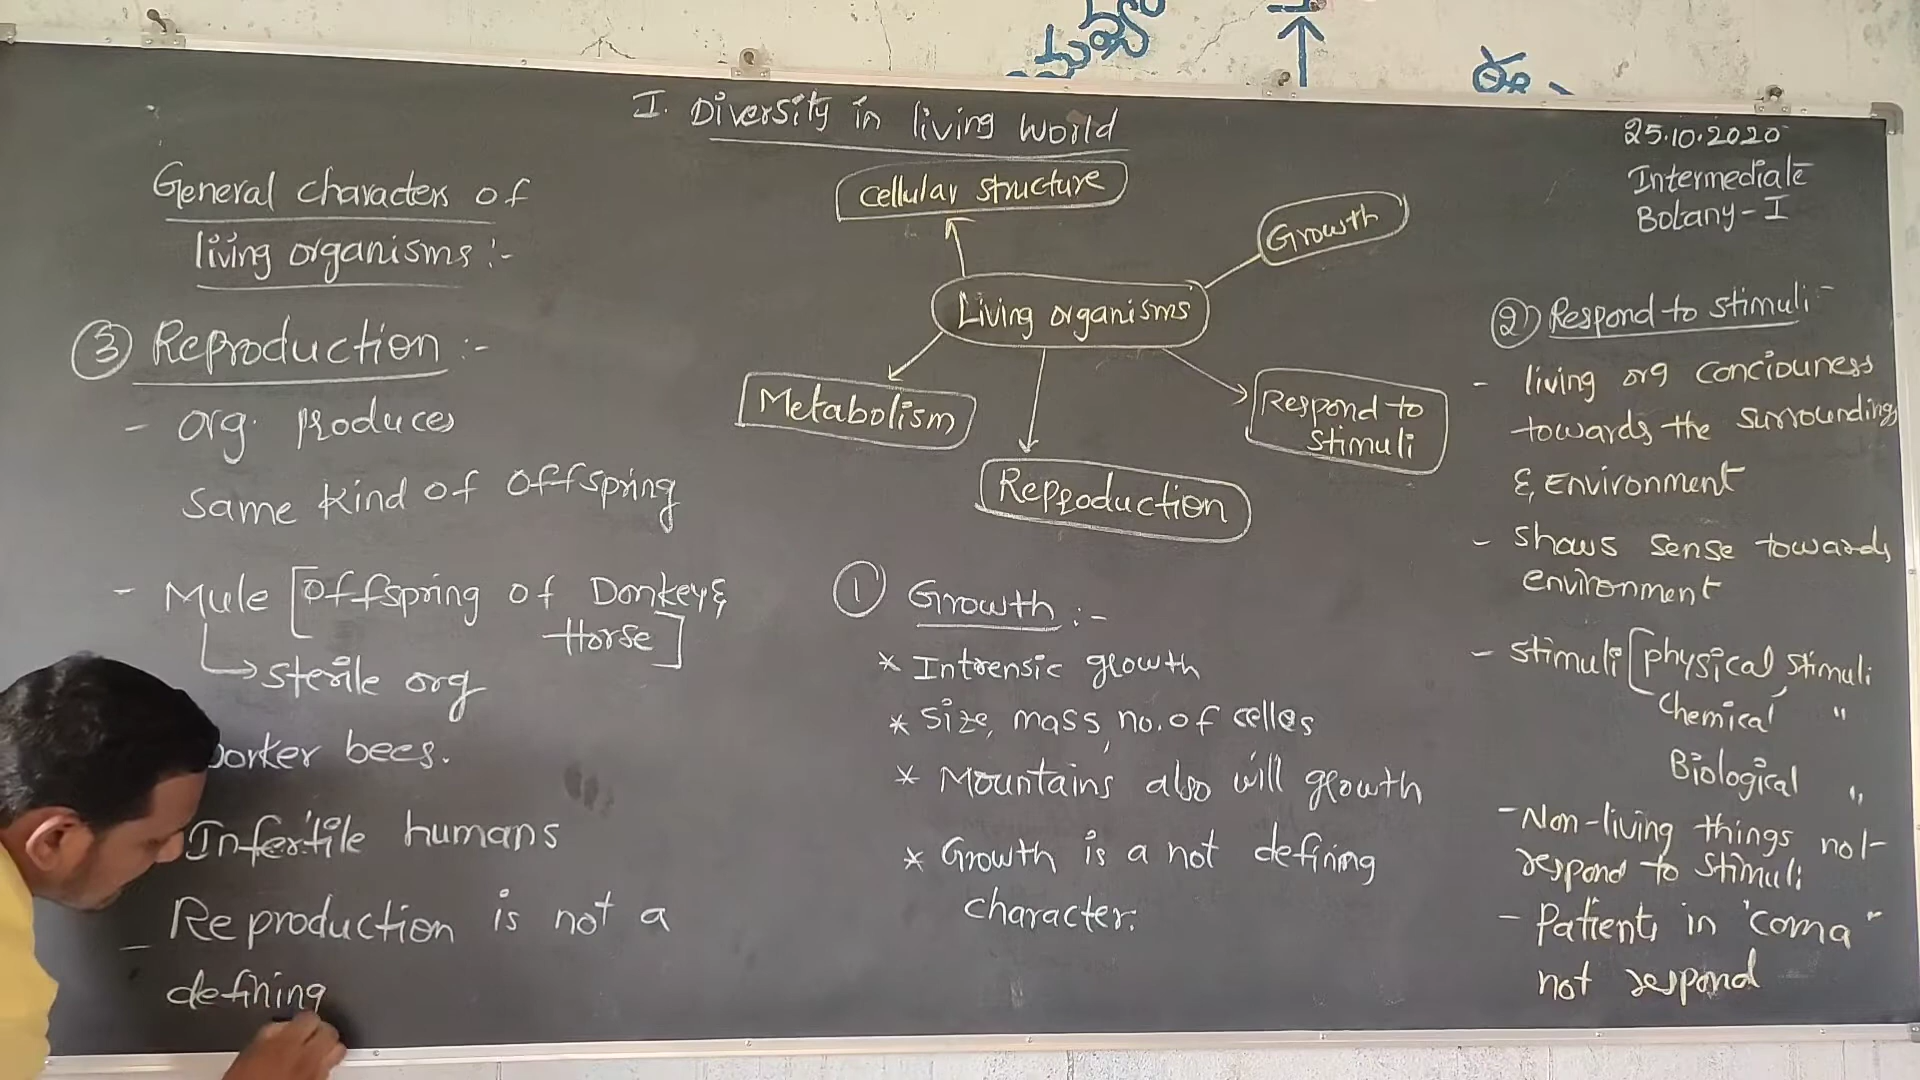 I. Diversity in living world
25.10.2020
Intermediate
Botany - I
General characters of
living organisms :-
cellular structure
Growth
Living organisms
Metabolism
Respond to
stimuli
Reproduction
③ Reproduction :-
- org. produces
same kind of offspring
- Mule [offspring of Donkey &
Horse]
→ sterile org
worker bees.
Infertile humans
- Reproduction is not a
defining
① Growth :-
* Intrensic growth
* Size, mass, no. of celles
* Mountains also will growth
* Growth is a not defining
character.
② Respond to stimuli -
- living org conciouness
towards the surroundings
& Environment
- shows sense towards
environment
- stimuli [physical, stimuli
Chemical "
Biological "
- Non-living things not
respond to stimuli
- Patients in "coma"
not respond